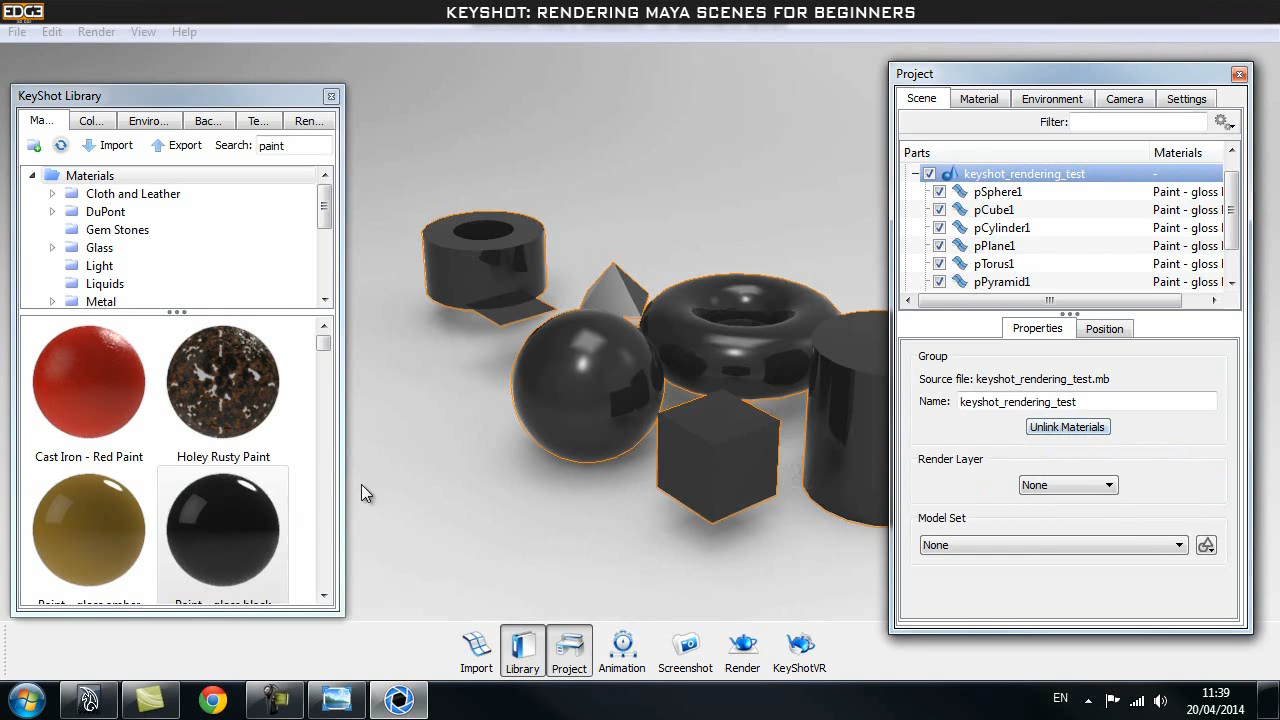 EDG3
KEYSHOT: RENDERING MAYA SCENES FOR BEGINNERS
File Edit Render View Help
KeyShot Library
Ma... Col... Enviro... Bac... Te... Ren...
Import Export Search: paint
Materials
Cloth and Leather
DuPont
Gem Stones
Glass
Light
Liquids
Metal
Cast Iron - Red Paint Holey Rusty Paint
Project
Scene Material Environment Camera Settings
Filter:
Parts Materials
keyshot_rendering_test -
pSphere1 Paint - gloss
pCube1 Paint - gloss
pCylinder1 Paint - gloss
pPlane1 Paint - gloss
pTorus1 Paint - gloss
pPyramid1 Paint - gloss
Properties Position
Group
Source file: keyshot_rendering_test.mb
Name: keyshot_rendering_test
Unlink Materials
Render Layer
None
Model Set
None
Import Library Project Animation Screenshot Render KeyShotVR
EN
11:39
20/04/2014